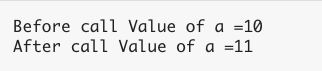 Before call Value of a =10
After call Value of a =11